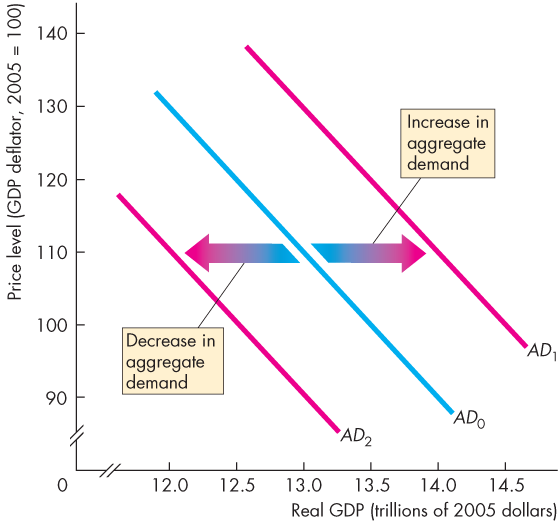 Price level (GDP deflator, 2005 = 100)
140
130
120
110
100
90
0
12.0 12.5 13.0 13.5 14.0 14.5
Real GDP (trillions of 2005 dollars)
Increase in
aggregate
demand
Decrease in
aggregate
demand
AD1
AD0
AD2